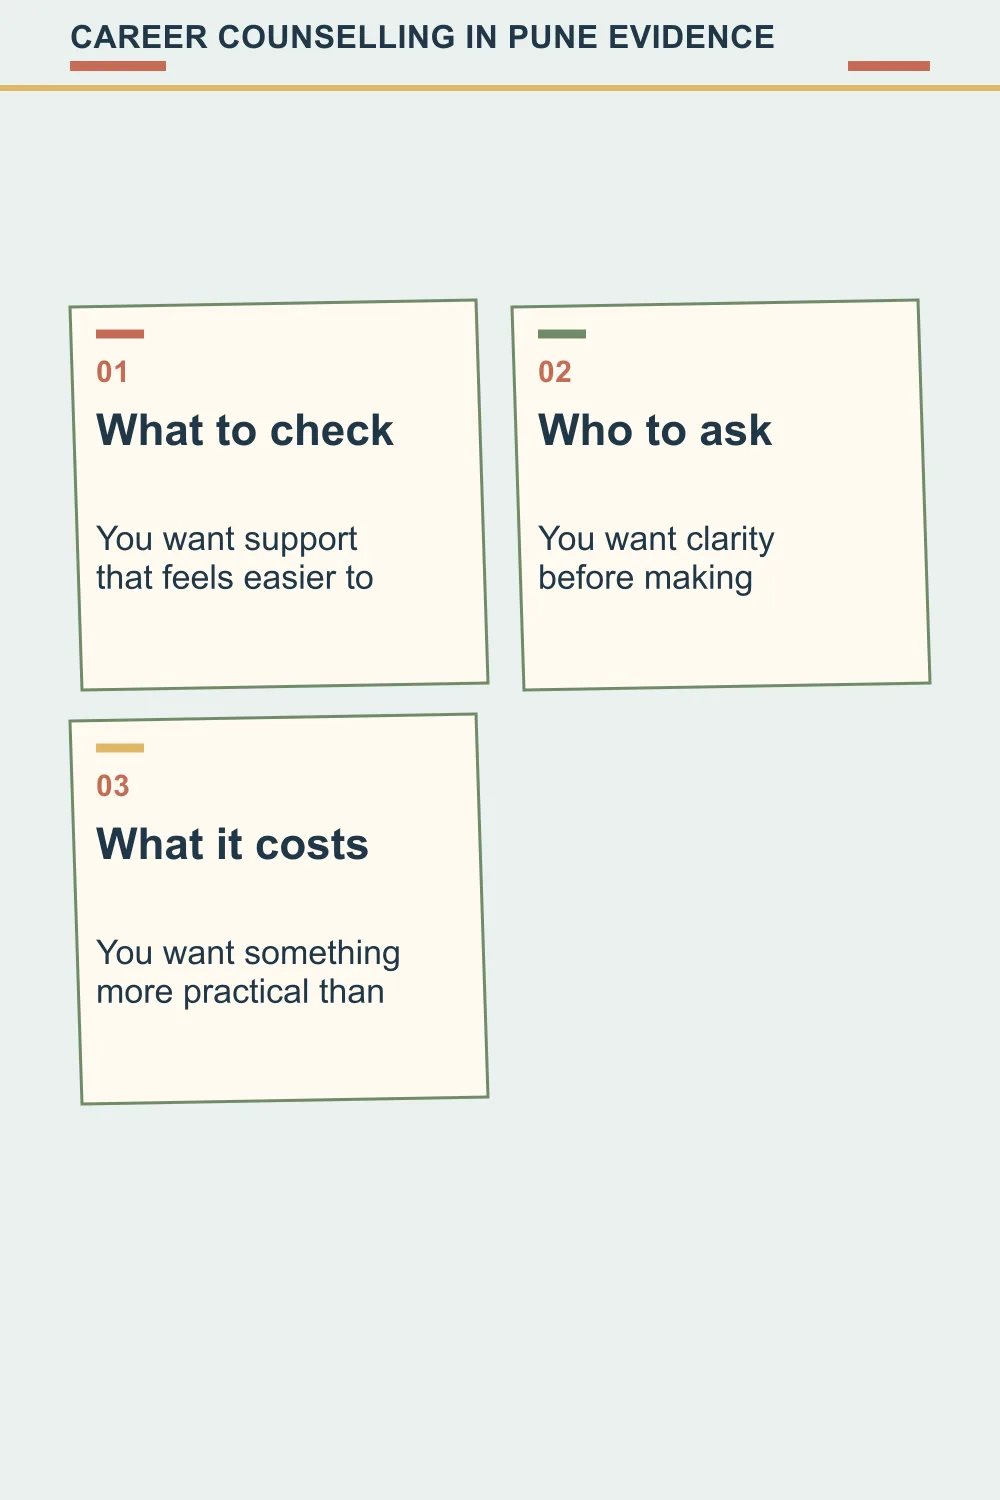 CAREER COUNSELLING IN PUNE EVIDENCE
01
What to check
You want support
that feels easier to
02
Who to ask
You want clarity
before making
03
What it costs
You want something
more practical than